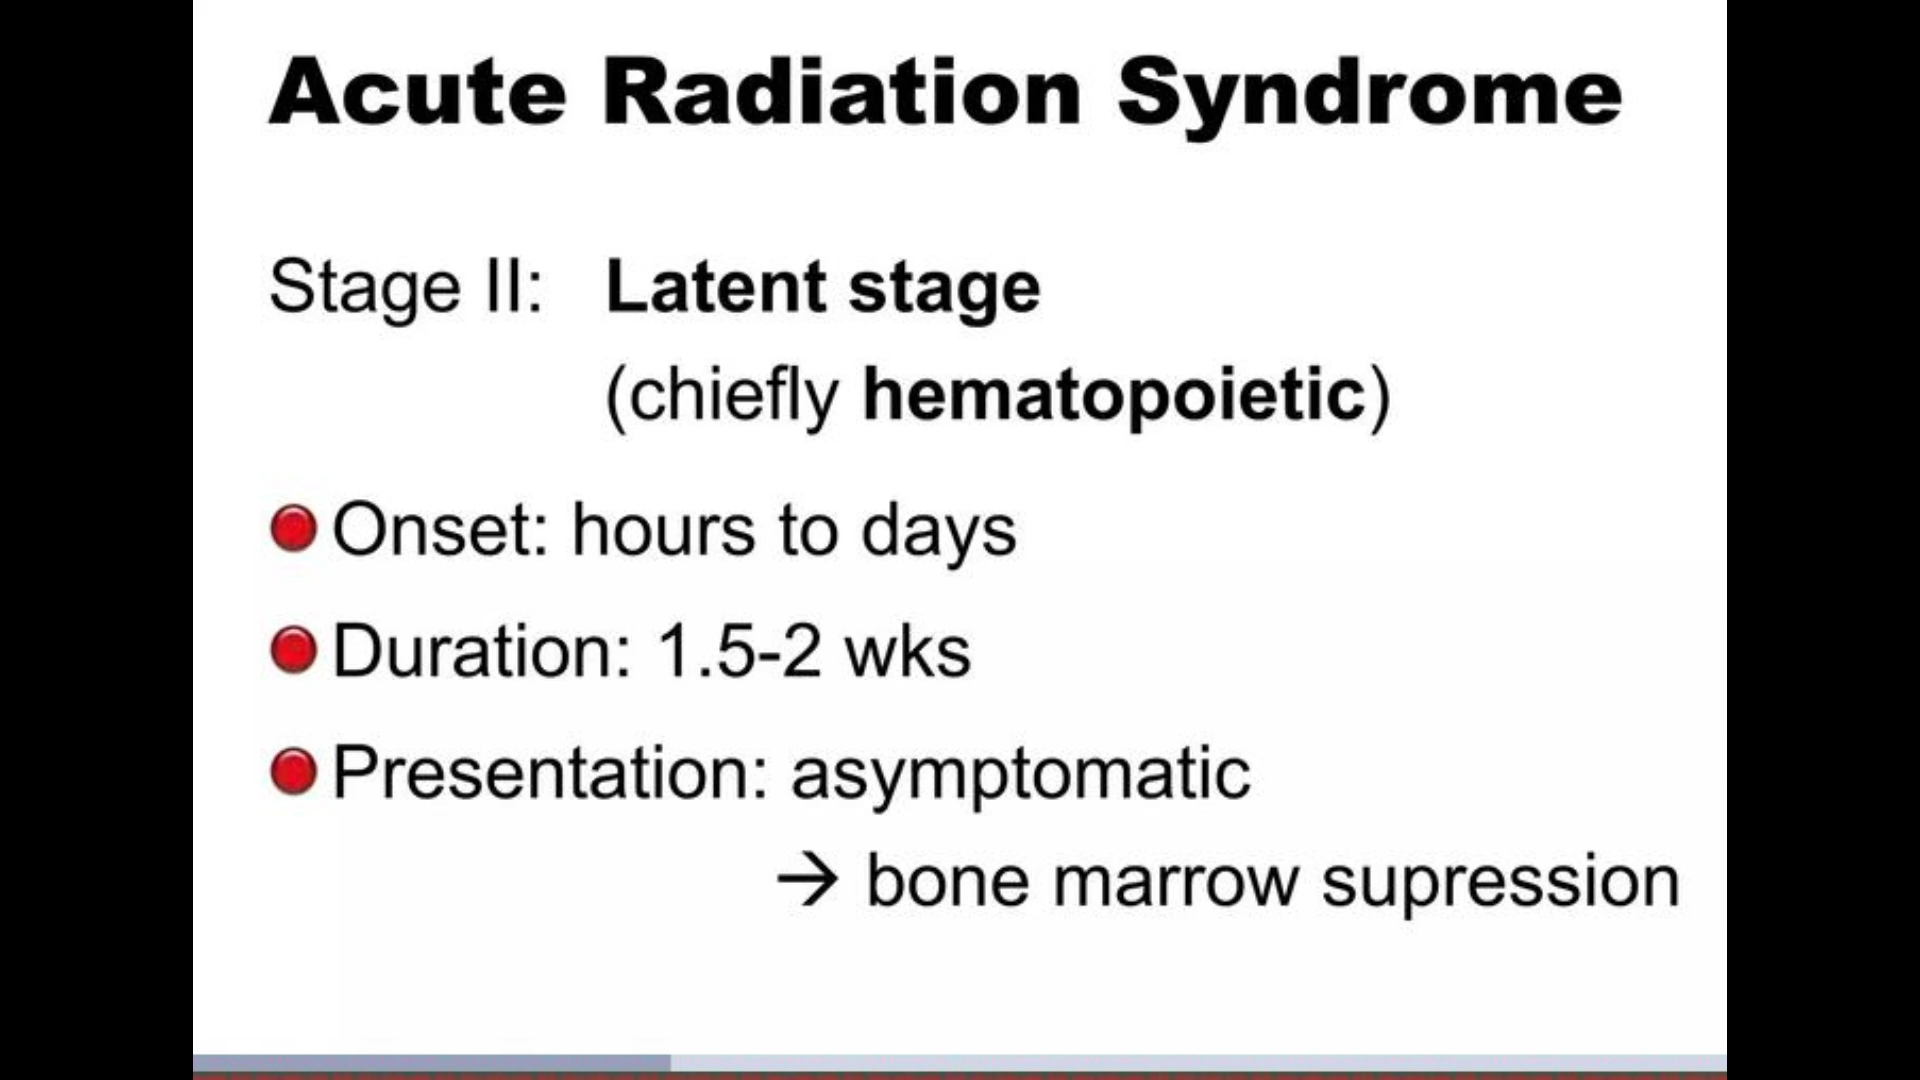 Acute Radiation Syndrome
Stage II: Latent stage
(chiefly hematopoietic)
Onset: hours to days
Duration: 1.5-2 wks
Presentation: asymptomatic
→ bone marrow supression